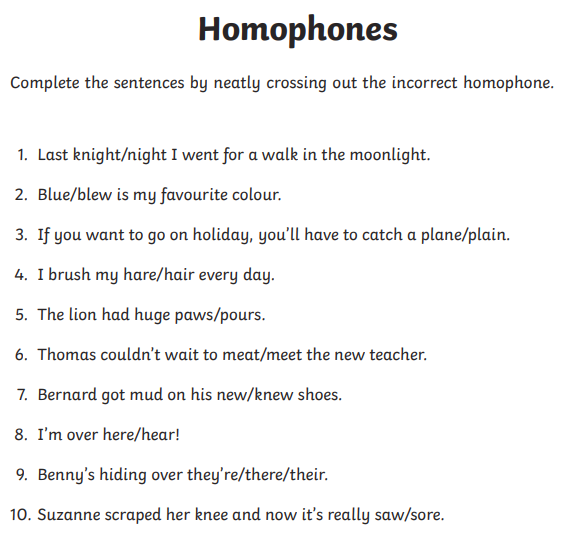 Homophones
Complete the sentences by neatly crossing out the incorrect homophone.
1. Last knight/night I went for a walk in the moonlight.
2. Blue/blew is my favourite colour.
3. If you want to go on holiday, you'll have to catch a plane/plain.
4. I brush my hare/hair every day.
5. The lion had huge paws/pours.
6. Thomas couldn't wait to meat/meet the new teacher.
7. Bernard got mud on his new/knew shoes.
8. I'm over here/hear!
9. Benny's hiding over they're/there/their.
10. Suzanne scraped her knee and now it's really saw/sore.